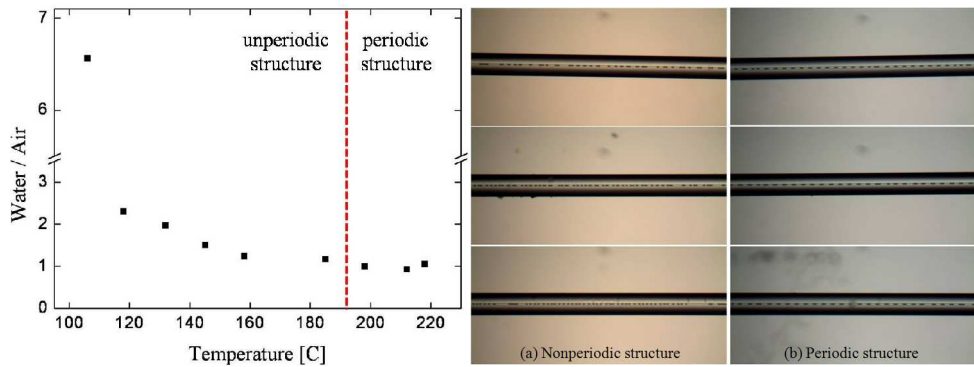 7
6
3
2
1
0
Water / Air
unperiodic
structure
periodic
structure
100 120 140 160 180 200 220
Temperature [C]
(a) Nonperiodic structure
(b) Periodic structure